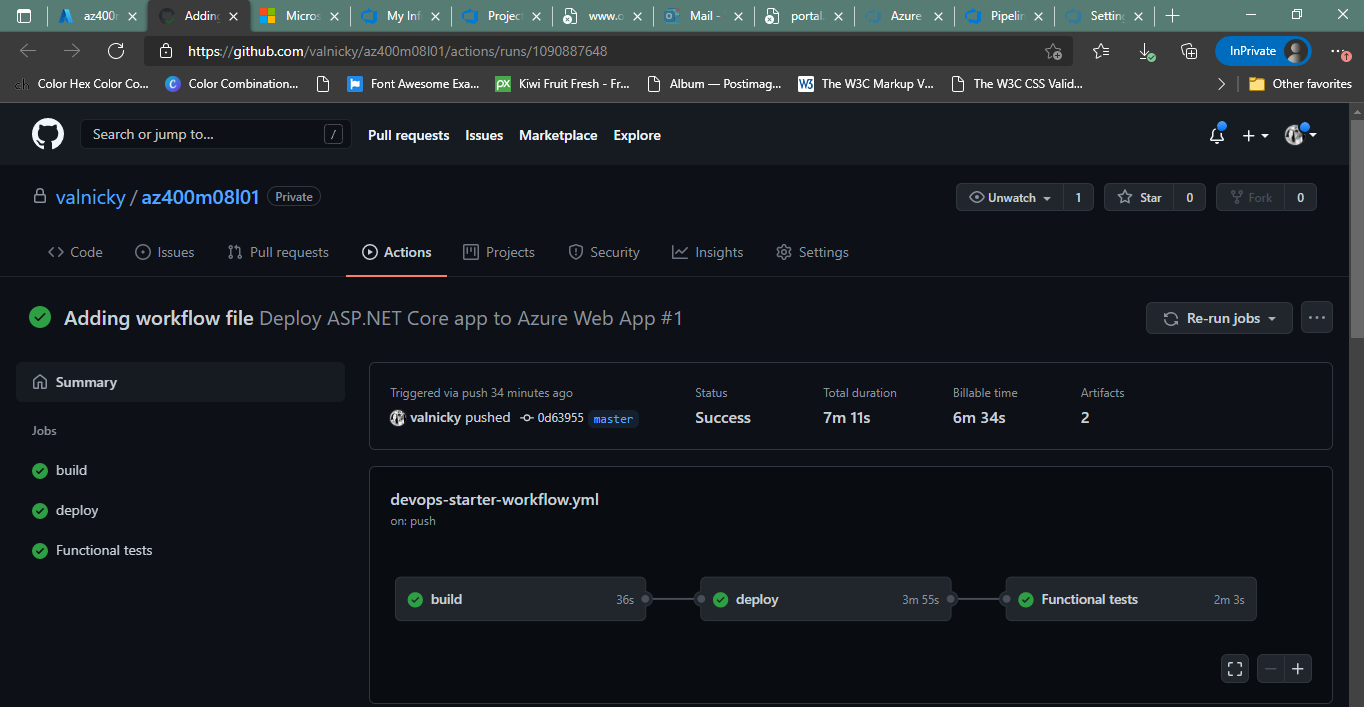 az400r
Adding
Micros
My Inf
Project
www.o
Mail -
portal.
Azure
Pipelin
Setting
https://github.com/valnicky/az400m08l01/actions/runs/1090887648
InPrivate
Color Hex Color Co...
Color Combination...
Font Awesome Exa...
Kiwi Fruit Fresh - Fr...
Album — Postimag...
The W3C Markup V...
The W3C CSS Valid...
Other favorites
Search or jump to...
/
Pull requests
Issues
Marketplace
Explore
valnicky / az400m08l01 Private
Unwatch 1
Star 0
Fork 0
Code
Issues
Pull requests
Actions
Projects
Security
Insights
Settings
Adding workflow file Deploy ASP.NET Core app to Azure Web App #1
Re-run jobs
...
Summary
Jobs
build
deploy
Functional tests
Triggered via push 34 minutes ago
valnicky pushed 0d63955 master
Status
Success
Total duration
7m 11s
Billable time
6m 34s
Artifacts
2
devops-starter-workflow.yml
on: push
build 36s
deploy 3m 55s
Functional tests 2m 3s